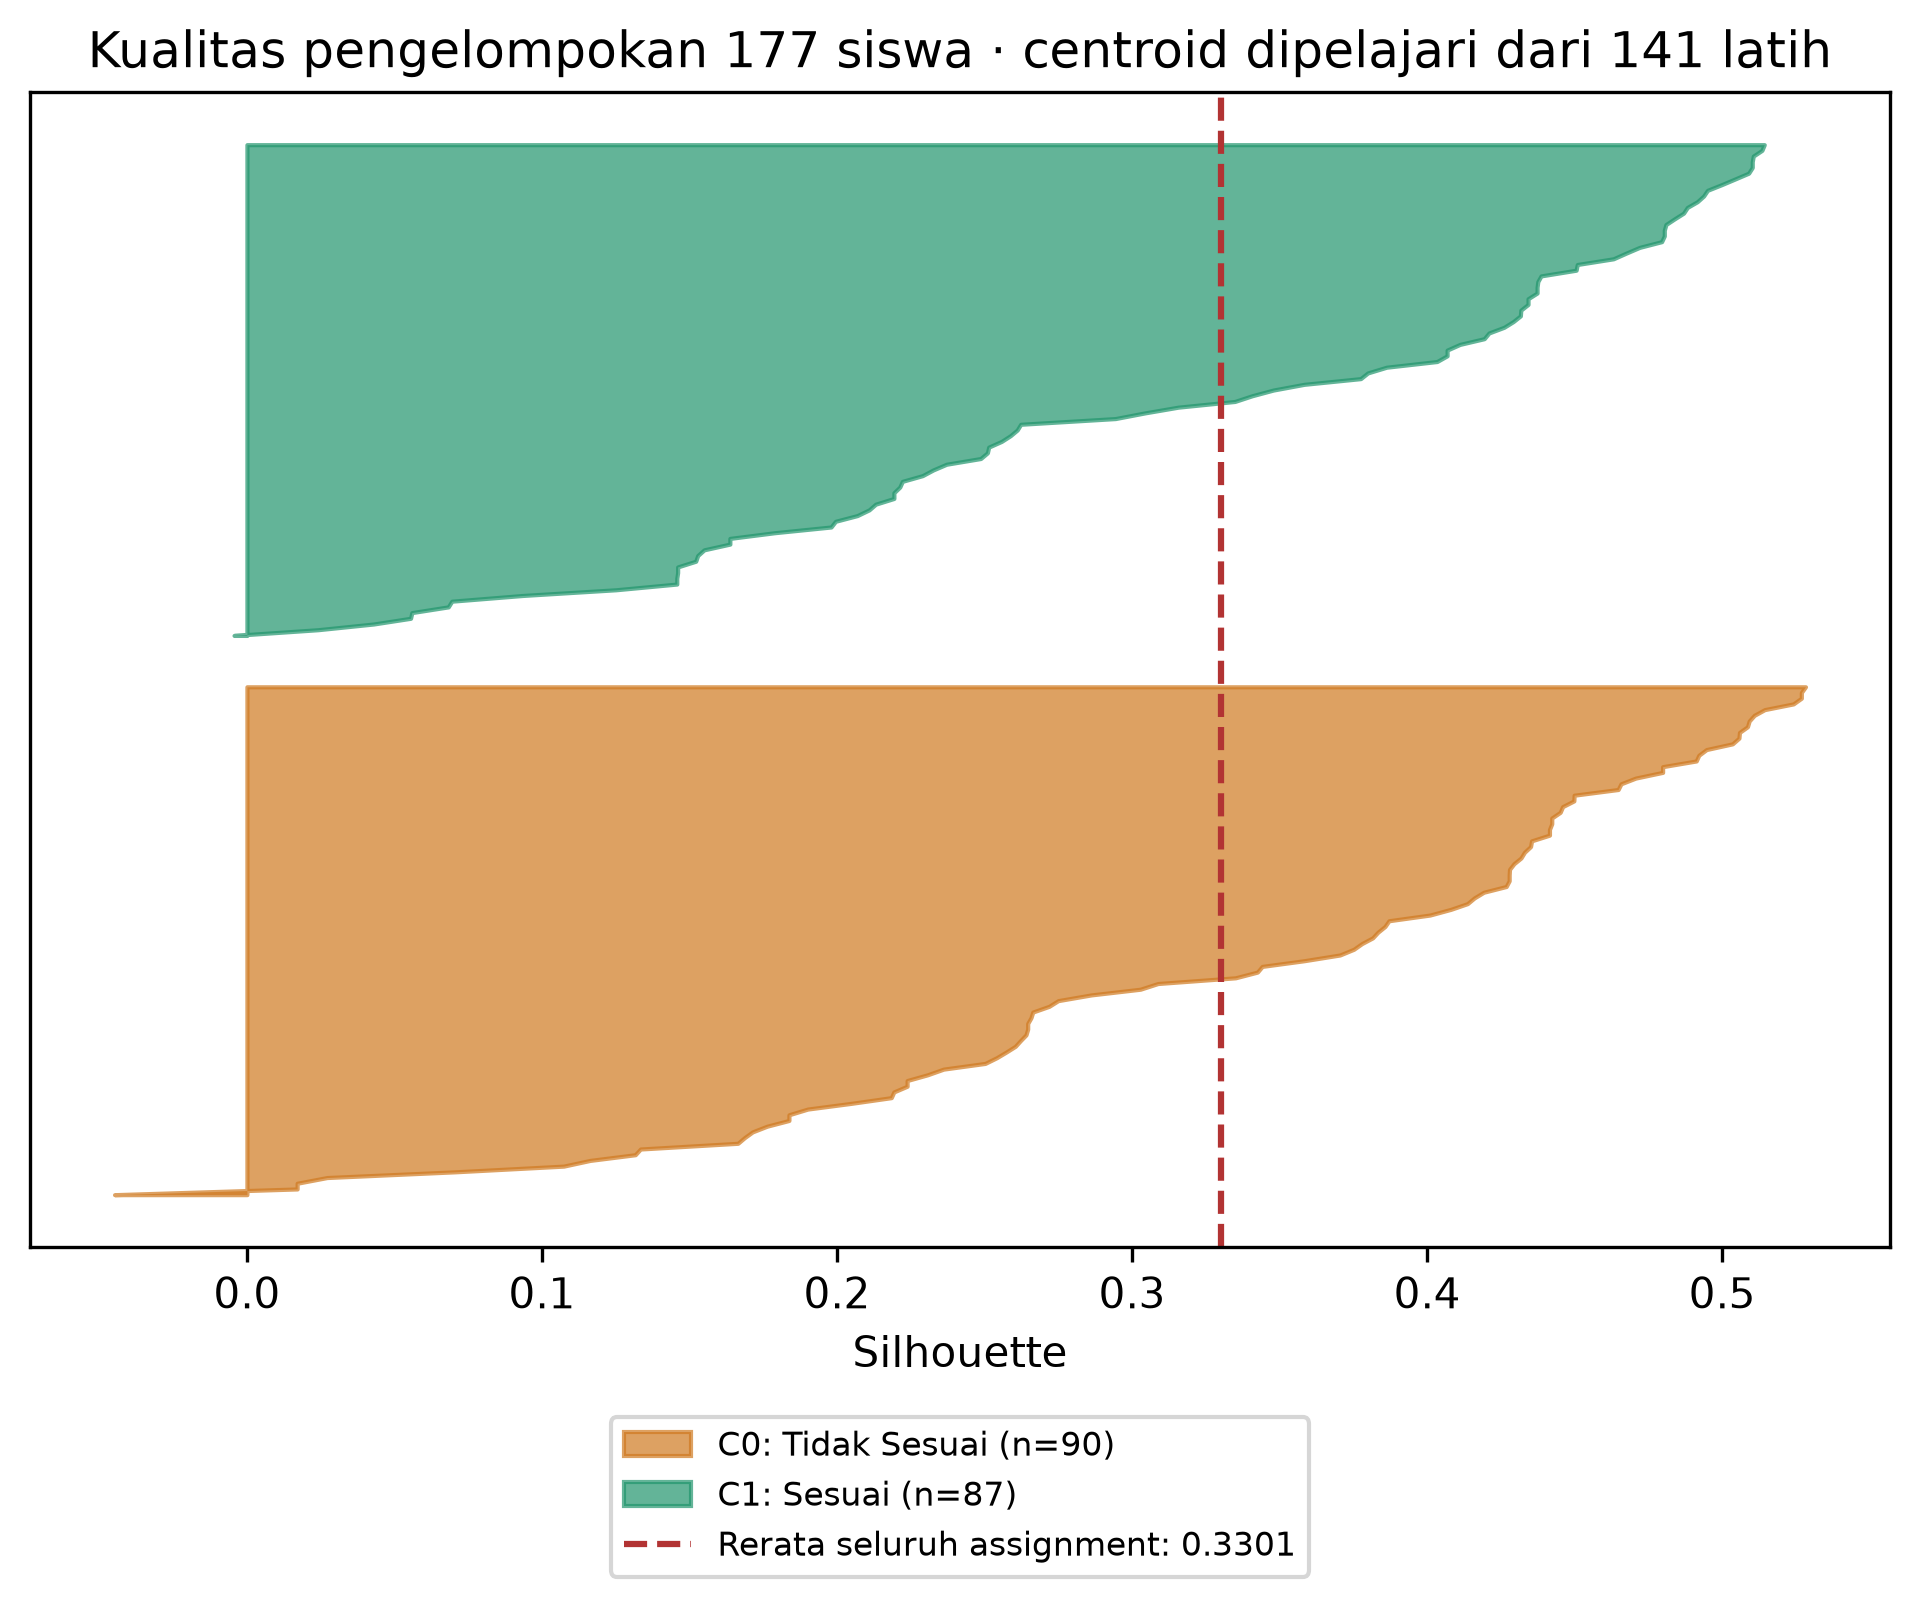 Kualitas pengelompokan 177 siswa · centroid dipelajari dari 141 latih
0.0 0.1 0.2 0.3 0.4 0.5
Silhouette
C0: Tidak Sesuai (n=90)
C1: Sesuai (n=87)
Rerata seluruh assignment: 0.3301